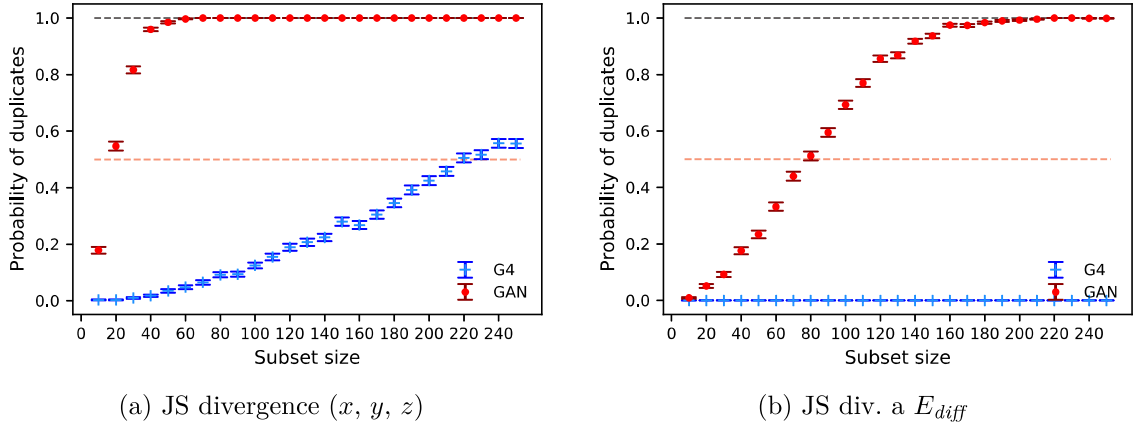 1.0
0.8
0.6
0.4
0.2
0.0
Probability of duplicates
G4
GAN
0 20 40 60 80 100 120 140 160 180 200 220 240
Subset size
(a) JS divergence (x, y, z)
1.0
0.8
0.6
0.4
0.2
0.0
Probability of duplicates
G4
GAN
0 20 40 60 80 100 120 140 160 180 200 220 240
Subset size
(b) JS div. a E_diff